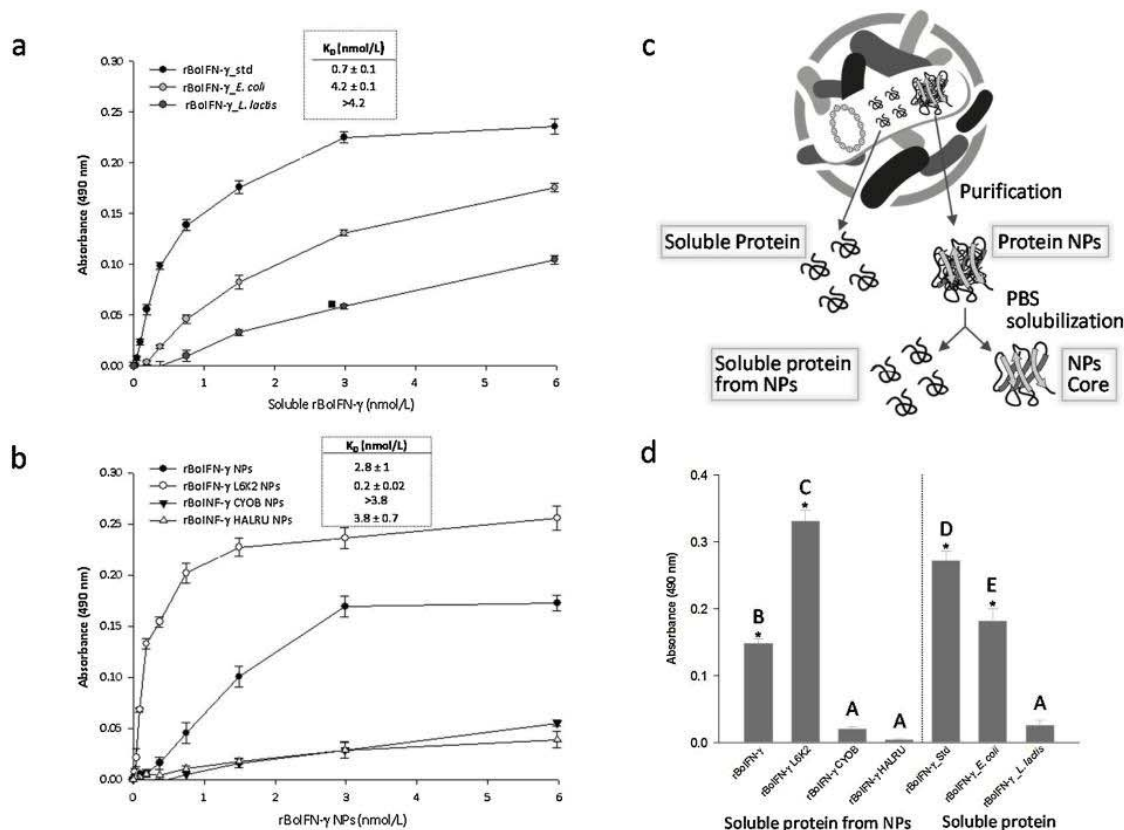 a
rBoIFN-γ_std
rBoIFN-γ_E. coli
rBoIFN-γ_L. lactis
K_D (nmol/L)
0.7 ± 0.1
4.2 ± 0.1
>4.2
Absorbance (490 nm)
0.30
0.25
0.20
0.15
0.10
0.05
0.00
0 1 2 3 4 5 6
Soluble rBoIFN-γ (nmol/L)
b
rBoIFN-γ NPs
rBoIFN-γ L6K2 NPs
rBoINF-γ CYOB NPs
rBoINF-γ HALRU NPs
K_D (nmol/L)
2.8 ± 1
0.2 ± 0.02
>3.8
3.8 ± 0.7
Absorbance (490 nm)
0.30
0.25
0.20
0.15
0.10
0.05
0.00
0 1 2 3 4 5 6
rBoIFN-γ NPs (nmol/L)
c
Purification
Soluble Protein
Protein NPs
PBS
solubilization
Soluble protein
from NPs
NPs
Core
d
Absorbance (490 nm)
0.4
0.3
0.2
0.1
0.0
B
*
C
*
A
A
D
*
E
*
A
rBoIFN-γ
rBoIFN-γ L6K2
rBoIFN-γ CYOB
rBoIFN-γ HALRU
rBoIFN-γ_Std
rBoIFN-γ_E. coli
rBoIFN-γ_L. lactis
Soluble protein from NPs
Soluble protein